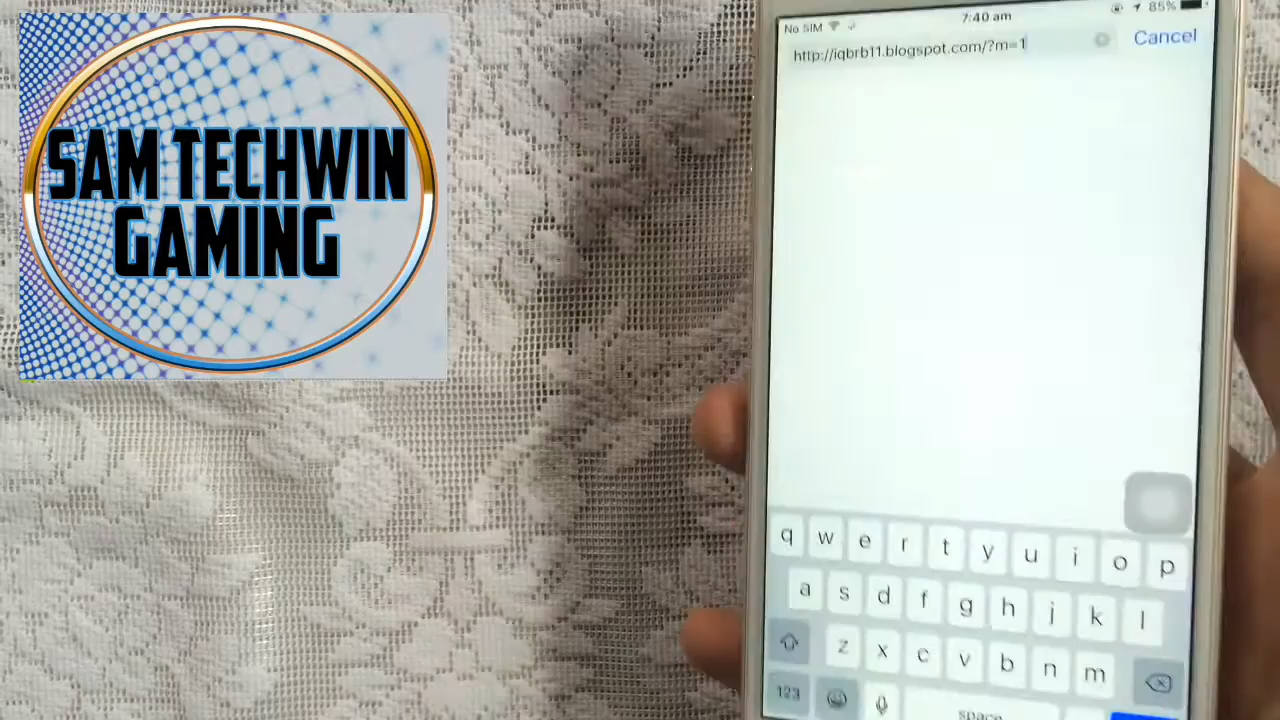 SAM TECHWIN
GAMING
No SIM
7:40 am
85%
http://iqbrb11.blogspot.com/?m=1
Cancel
q w e r t y u i o p
a s d f g h j k l
z x c v b n m
123
space